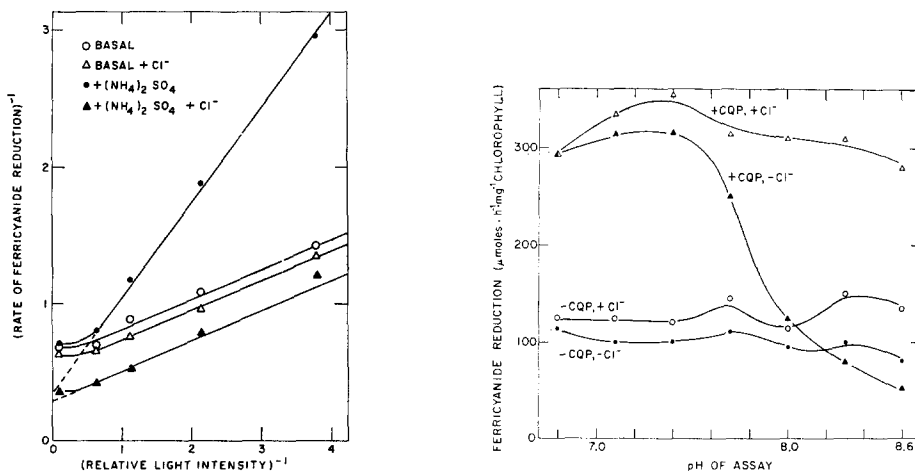 (RATE OF FERRICYANIDE REDUCTION)⁻¹
3
2
1
0
○ BASAL
△ BASAL + Cl⁻
● +(NH₄)₂ SO₄
▲ +(NH₄)₂ SO₄ + Cl⁻
0 1 2 3 4
(RELATIVE LIGHT INTENSITY)⁻¹
FERRICYANIDE REDUCTION (μmoles · h⁻¹ mg⁻¹ CHLOROPHYLL)
300
200
100
0
+CQP, +Cl⁻
+CQP, -Cl⁻
-CQP, +Cl⁻
-CQP, -Cl⁻
7.0 8.0 8.6
pH OF ASSAY